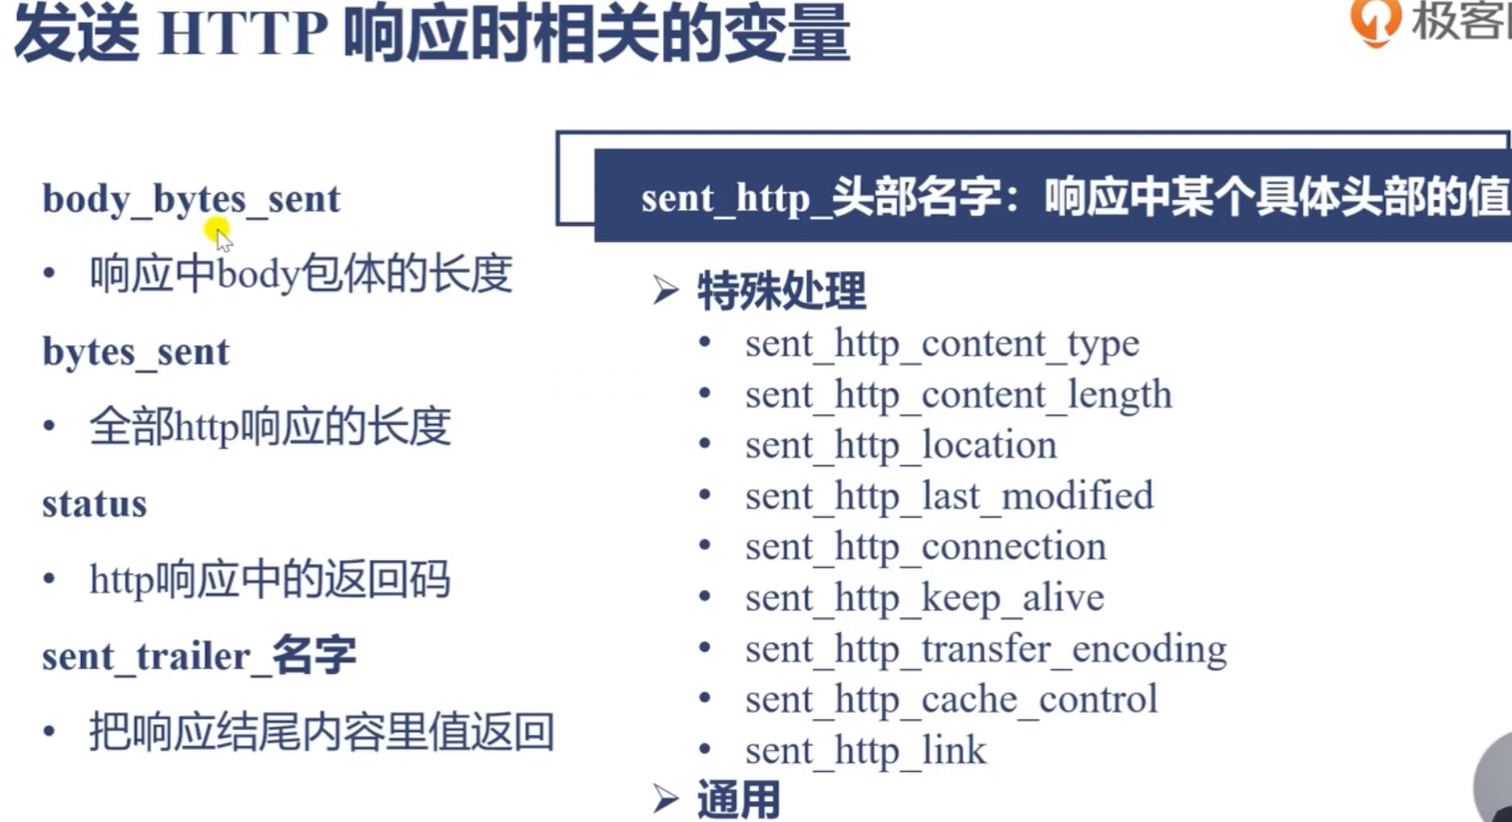 发送 HTTP 响应时相关的变量
极客
body_bytes_sent
• 响应中body包体的长度
bytes_sent
• 全部http响应的长度
status
• http响应中的返回码
sent_trailer_名字
• 把响应结尾内容里值返回
sent_http_头部名字：响应中某个具体头部的值
➢ 特殊处理
• sent_http_content_type
• sent_http_content_length
• sent_http_location
• sent_http_last_modified
• sent_http_connection
• sent_http_keep_alive
• sent_http_transfer_encoding
• sent_http_cache_control
• sent_http_link
➢ 通用